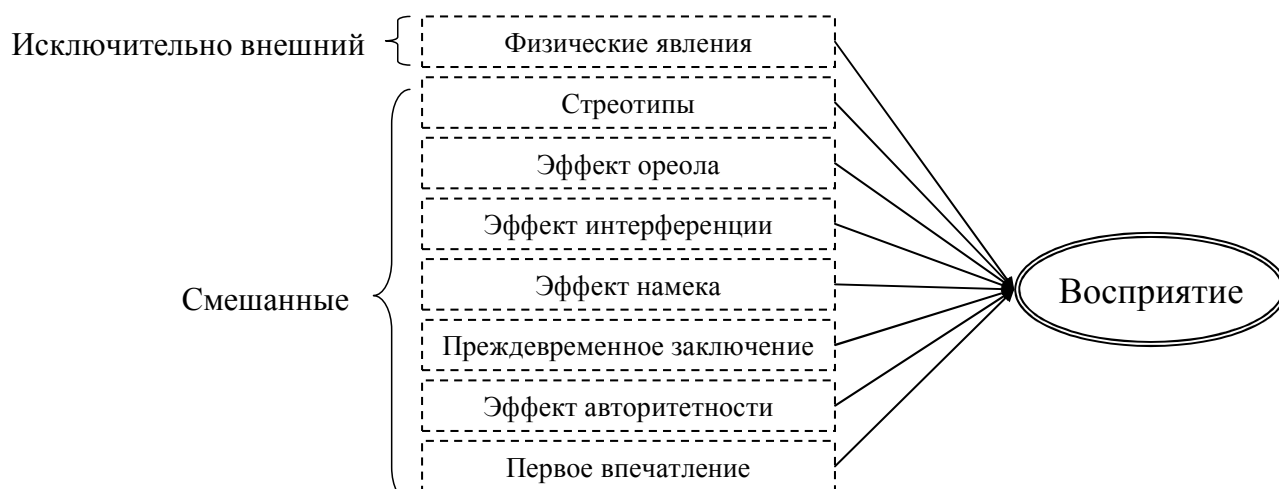 Исключительно внешний
Физические явления
Стреотипы
Эффект ореола
Эффект интерференции
Смешанные
Эффект намека
Восприятие
Преждевременное заключение
Эффект авторитетности
Первое впечатление